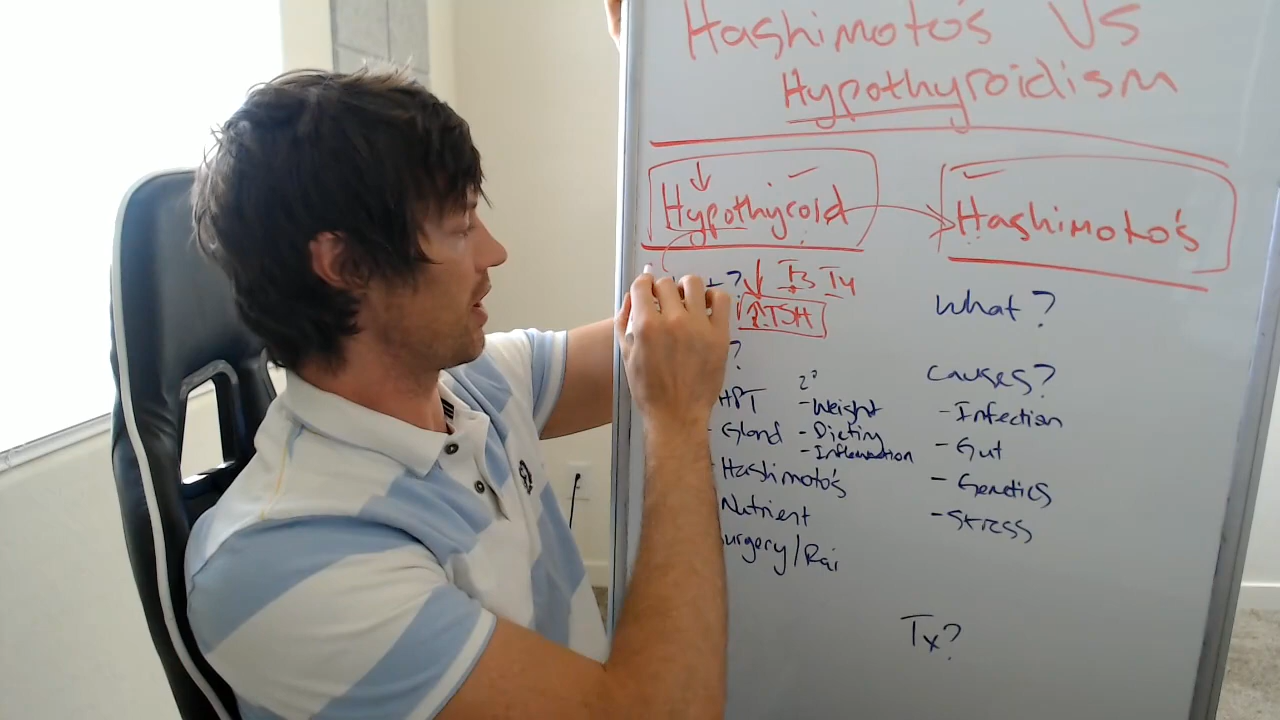 Hashimoto's Vs
Hypothyroidism
↓
Hypothyroid
? ↓ T3 T4
↑TSH
?
HPT
Gland
Hashimoto's
Nutrient
urgery/Rai
2°
- Weight
- Dieting
- Inflammation
Hashimoto's
What?
Causes?
- Infection
- Gut
- Genetics
- Stress
Tx?